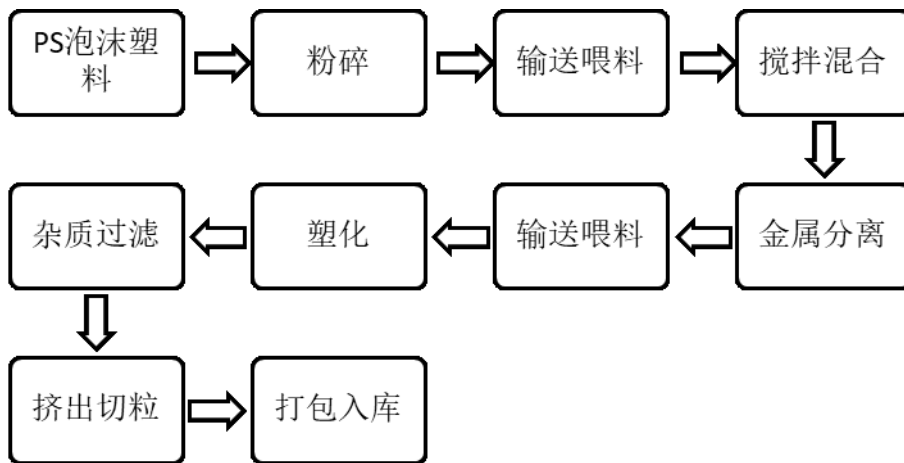 PS泡沫塑
料
粉碎
输送喂料
搅拌混合
金属分离
输送喂料
塑化
杂质过滤
挤出切粒
打包入库